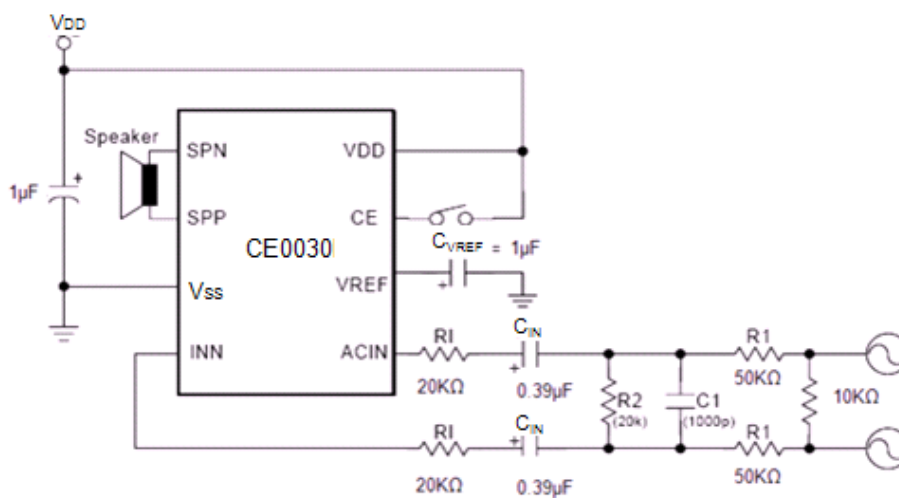 VDD
Speaker
1µF
+
SPN
VDD
SPP
CE
CE0030
CVREF = 1µF
VREF
+
VSS
INN
ACIN
RI
20KΩ
CIN
+
0.39µF
R2
(20k)
C1
(1000p)
R1
50KΩ
10KΩ
RI
20KΩ
CIN
+
0.39µF
R1
50KΩ